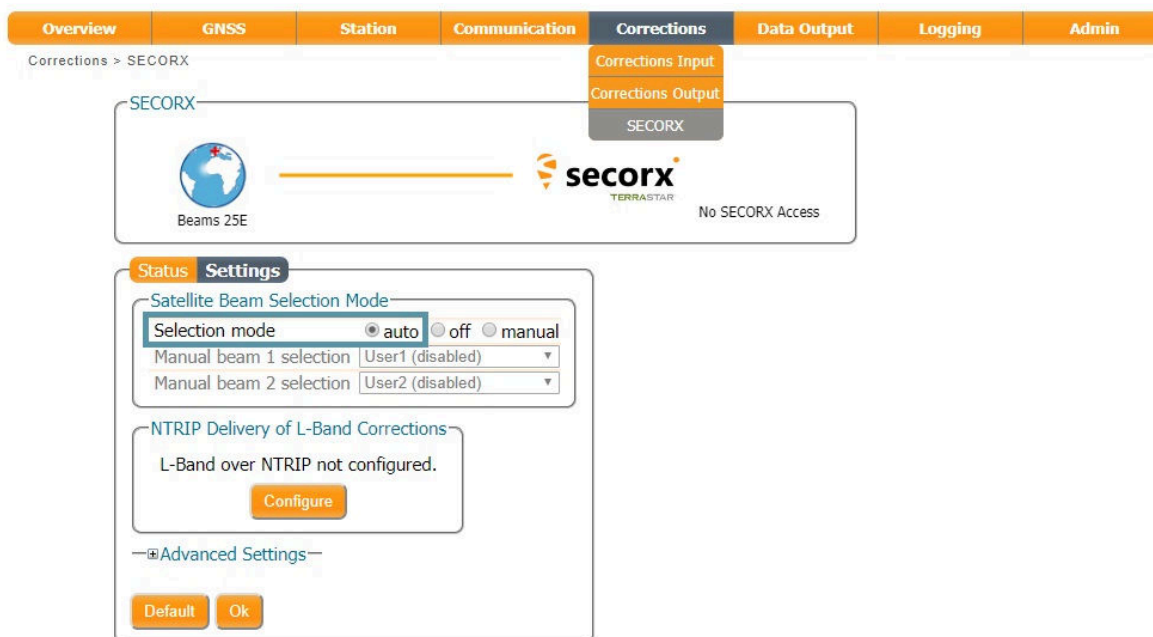 Overview GNSS Station Communication Corrections Data Output Logging Admin
Corrections > SECORX
Corrections Input
Corrections Output
SECORX
SECORX
secorx
TERRASTAR
Beams 25E
No SECORX Access
Status Settings
Satellite Beam Selection Mode
Selection mode auto off manual
Manual beam 1 selection User1 (disabled)
Manual beam 2 selection User2 (disabled)
NTRIP Delivery of L-Band Corrections
L-Band over NTRIP not configured.
Configure
Advanced Settings
Default Ok